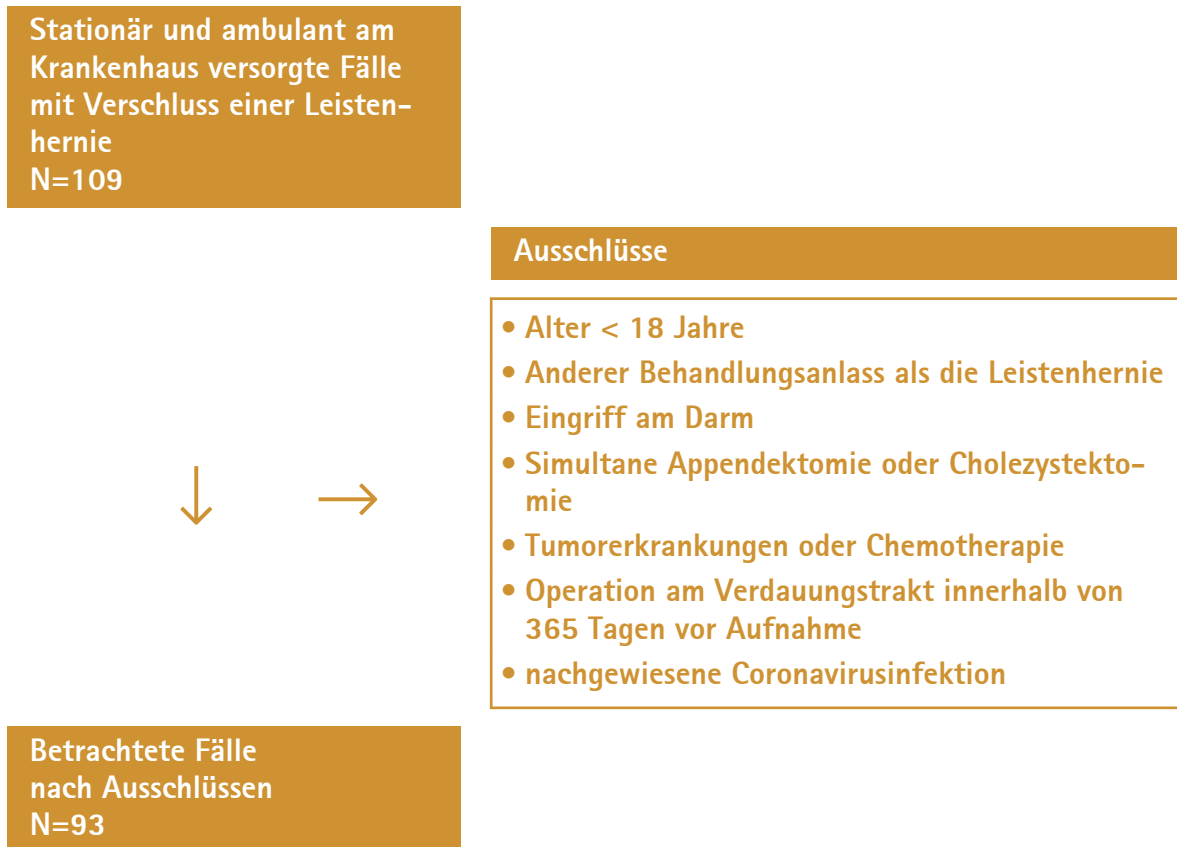 Stationär und ambulant am
Krankenhaus versorgte Fälle
mit Verschluss einer Leisten-
hernie
N=109
Ausschlüsse
• Alter < 18 Jahre
• Anderer Behandlungsanlass als die Leistenhernie
• Eingriff am Darm
• Simultane Appendektomie oder Cholezystekto-
mie
• Tumorerkrankungen oder Chemotherapie
• Operation am Verdauungstrakt innerhalb von
365 Tagen vor Aufnahme
• nachgewiesene Coronavirusinfektion
Betrachtete Fälle
nach Ausschlüssen
N=93